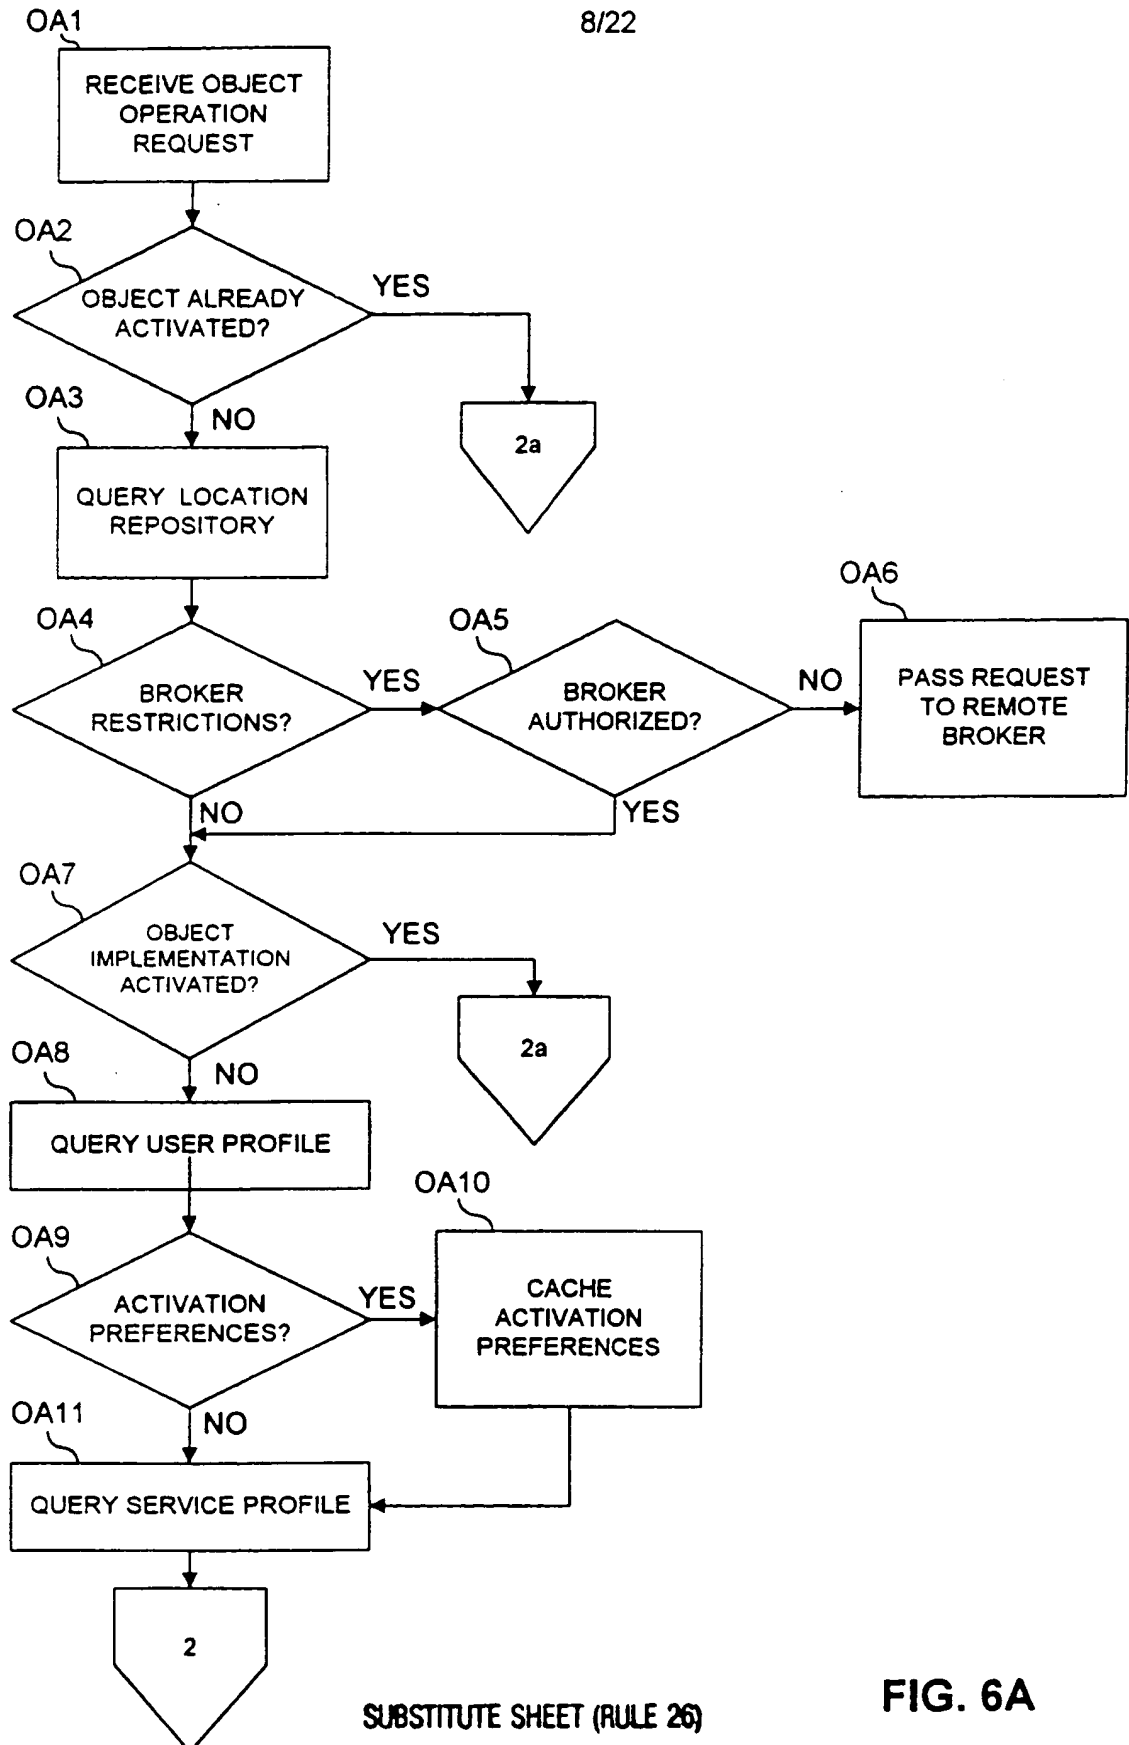 OA1
8/22
RECEIVE OBJECT
OPERATION
REQUEST
OA2
OBJECT ALREADY
ACTIVATED?
YES
NO
2a
OA3
QUERY LOCATION
REPOSITORY
OA4
BROKER
RESTRICTIONS?
YES
NO
OA5
BROKER
AUTHORIZED?
NO
YES
OA6
PASS REQUEST
TO REMOTE
BROKER
OA7
OBJECT
IMPLEMENTATION
ACTIVATED?
YES
NO
2a
OA8
QUERY USER PROFILE
OA9
ACTIVATION
PREFERENCES?
YES
NO
OA10
CACHE
ACTIVATION
PREFERENCES
OA11
QUERY SERVICE PROFILE
2
SUBSTITUTE SHEET (RULE 26)
FIG. 6A